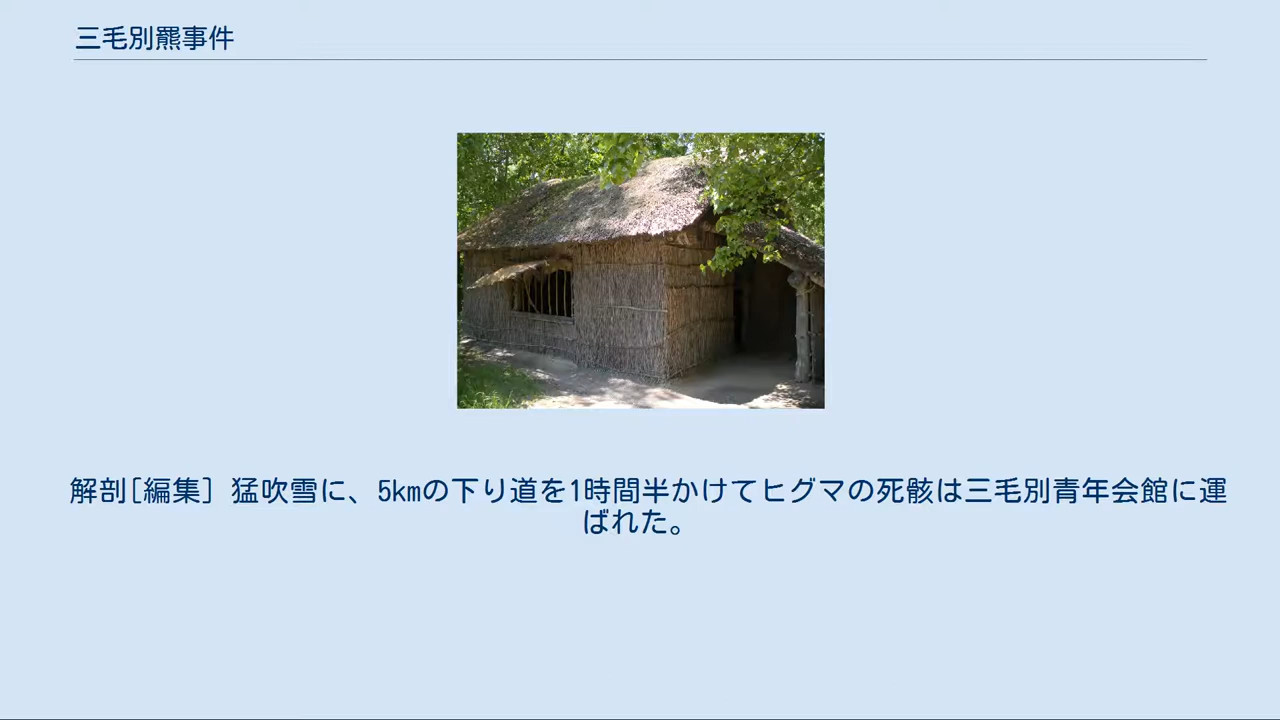 三毛別羆事件
解剖[編集] 猛吹雪に、5kmの下り道を1時間半かけてヒグマの死骸は三毛別青年会館に運
ばれた。